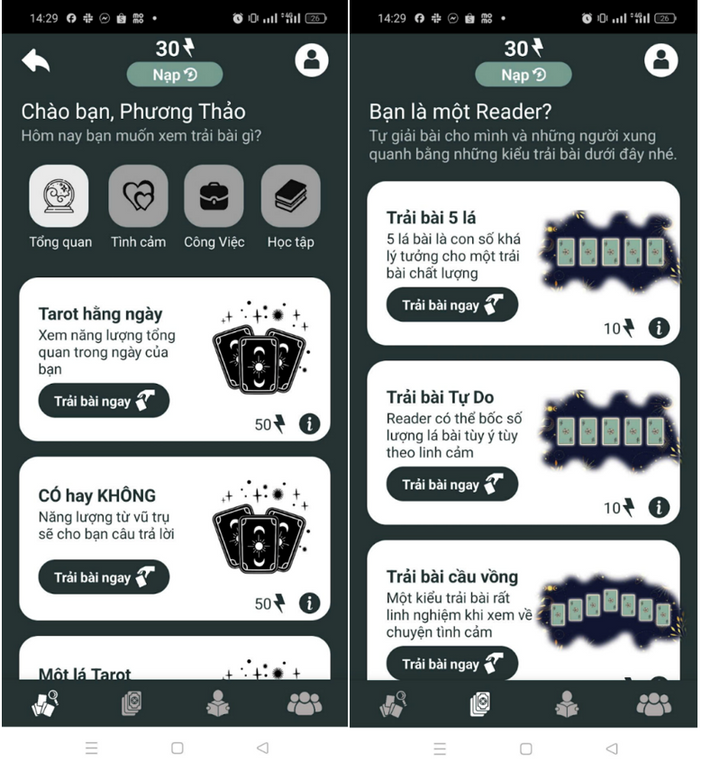 14:29
26
30
Nạp
Chào bạn, Phương Thảo
Hôm nay bạn muốn xem trải bài gì?
Tổng quan
Tình cảm
Công Việc
Học tập
Tarot hằng ngày
Xem năng lượng tổng
quan trong ngày của
bạn
Trải bài ngay
50
CÓ hay KHÔNG
Năng lượng từ vũ trụ
sẽ cho bạn câu trả lời
Trải bài ngay
50
Một lá Tarot
14:29
26
30
Nạp
Bạn là một Reader?
Tự giải bài cho mình và những người xung
quanh bằng những kiểu trải bài dưới đây nhé.
Trải bài 5 lá
5 lá bài là con số khá
lý tưởng cho một trải
bài chất lượng
Trải bài ngay
10
Trải bài Tự Do
Reader có thể bốc số
lượng lá bài tùy ý tùy
theo linh cảm
Trải bài ngay
10
Trải bài cầu vồng
Một kiểu trải bài rất
linh nghiệm khi xem về
chuyện tình cảm
Trải bài ngay